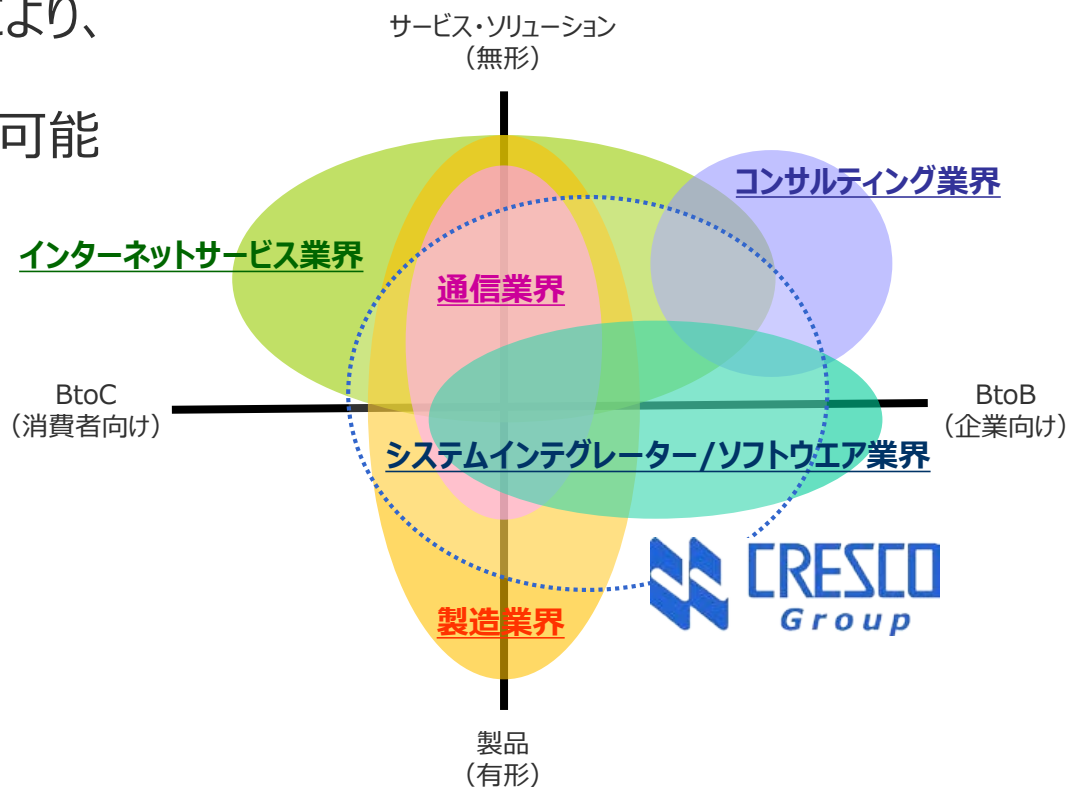 より、
可能
サービス・ソリューション
（無形）
コンサルティング業界
インターネットサービス業界
通信業界
BtoC
（消費者向け）
BtoB
（企業向け）
システムインテグレーター/ソフトウエア業界
CRESCO
Group
製造業界
製品
（有形）